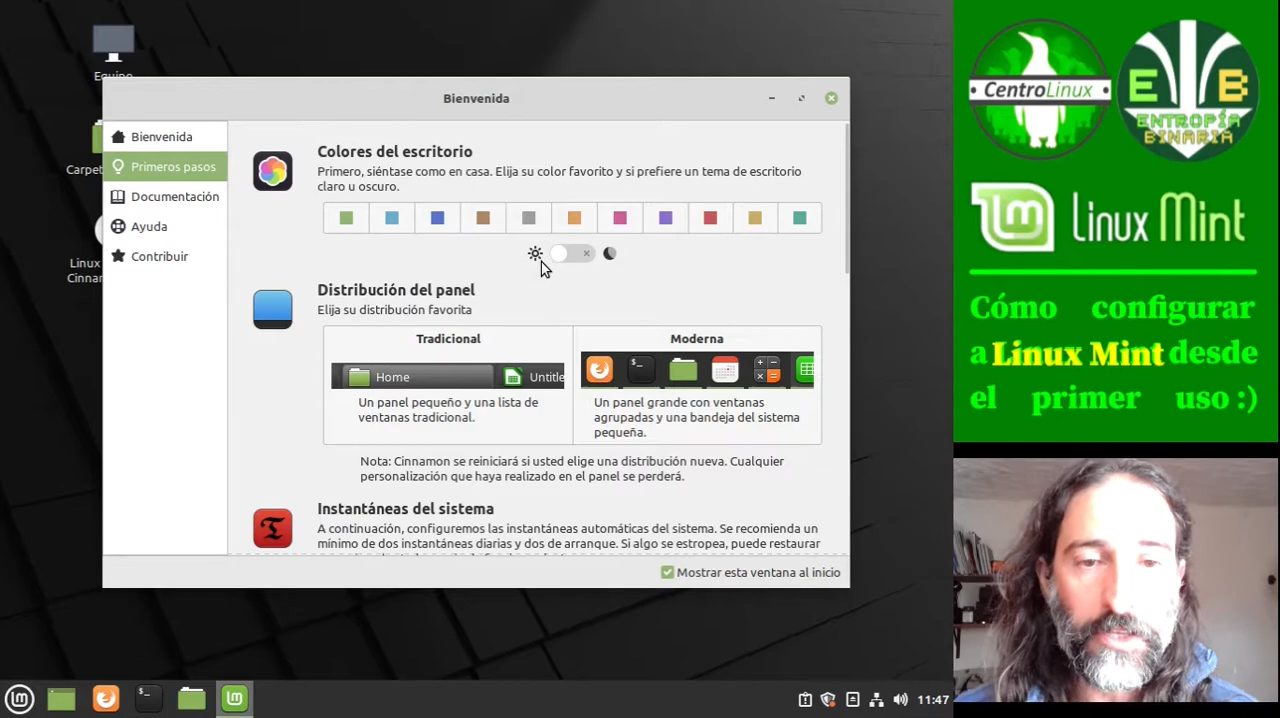 Equipo
Carpet
Linux
Cinnam
Bienvenida
Bienvenida
Primeros pasos
Documentación
Ayuda
Contribuir
Colores del escritorio
Primero, siéntase como en casa. Elija su color favorito y si prefiere un tema de escritorio
claro u oscuro.
Distribución del panel
Elija su distribución favorita
Tradicional
Home
Untitle
Un panel pequeño y una lista de
ventanas tradicional.
Moderna
Un panel grande con ventanas
agrupadas y una bandeja del sistema
pequeña.
Nota: Cinnamon se reiniciará si usted elige una distribución nueva. Cualquier
personalización que haya realizado en el panel se perderá.
Instantáneas del sistema
A continuación, configuremos las instantáneas automáticas del sistema. Se recomienda un
mínimo de dos instantáneas diarias y dos de arranque. Si algo se estropea, puede restaurar
Mostrar esta ventana al inicio
11:47
CentroLinux
E B
ENTROPÍA
BINARIA
Linux Mint
Cómo configurar
a Linux Mint desde
el primer uso :)